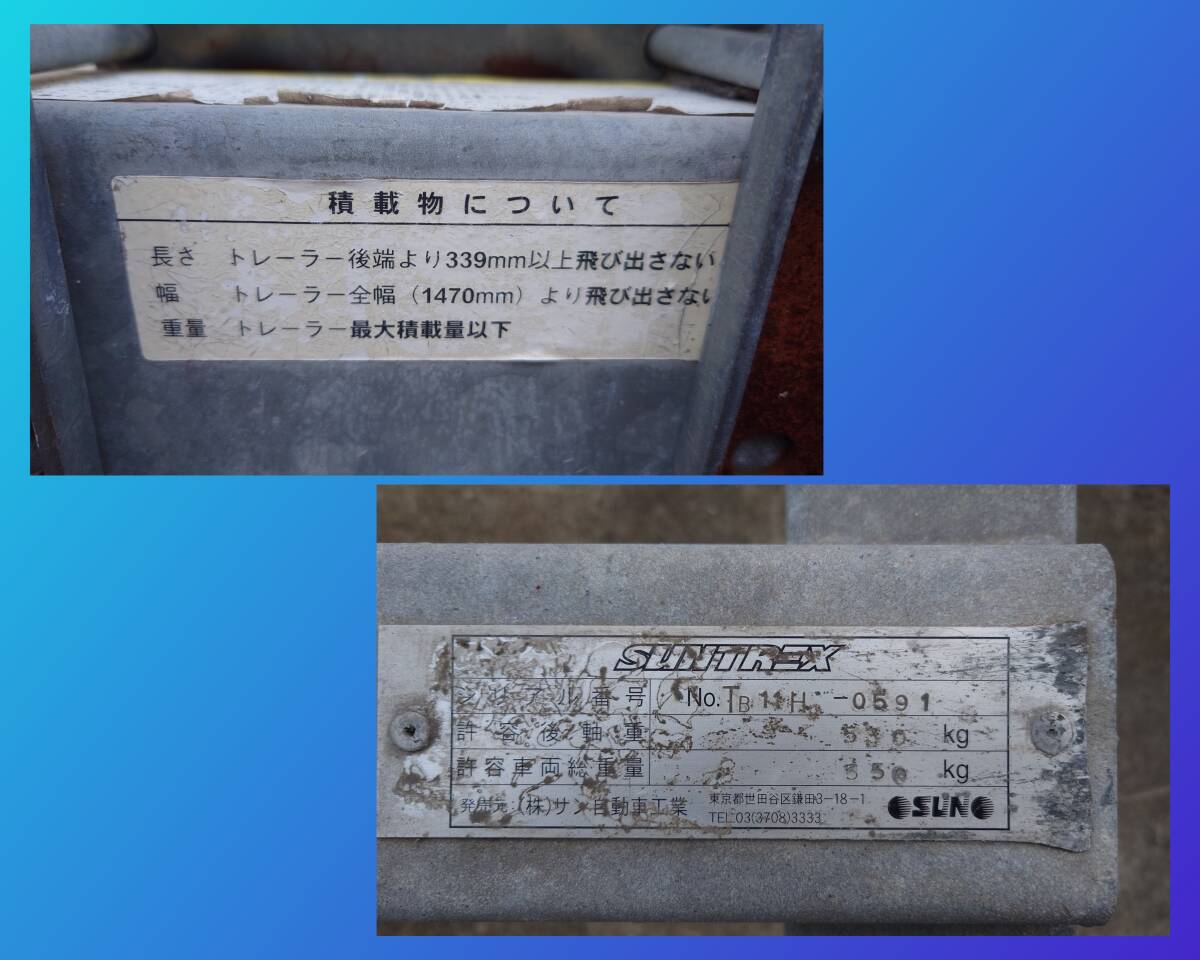 積載物について
長さ トレーラー後端より339mm以上飛び出さない
幅 トレーラー全幅(1470mm)より飛び出さない
重量 トレーラー最大積載量以下
SUNTREX
シリアル番号 No.TB11H -0591
許容後軸重 kg
許容車両総重量 550 kg
発売元 (株)サン自動車工業 東京都世田谷区鎌田3-18-1
TEL 03(3708)3333
SUN